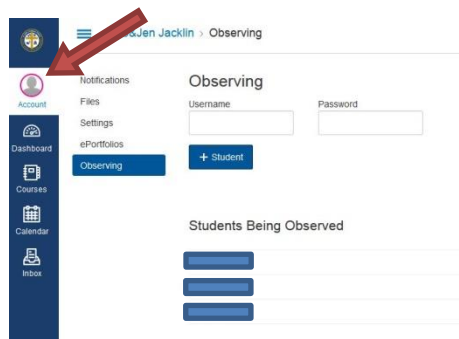 Jen Jacklin > Observing
Account
Dashboard
Courses
Calendar
Inbox
Notifications
Files
Settings
ePortfolios
Observing
Observing
Username Password
+ Student
Students Being Observed